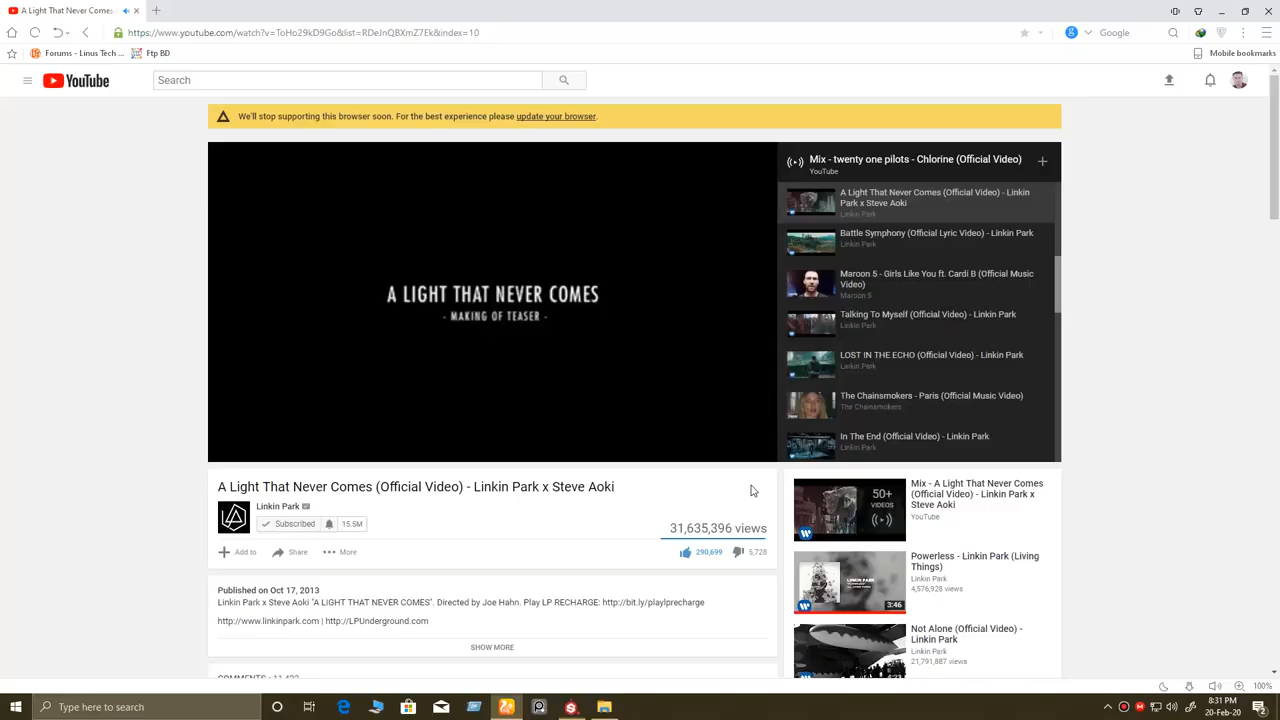 A Light That Never Comes
https://www.youtube.com/watch?v=ToHo29kD9Go&list=RDeJnQBXmZ7Ek&index=10
Google
Forums - Linus Tech ...
Ftp BD
Mobile bookmarks
YouTube
Search
We'll stop supporting this browser soon. For the best experience please update your browser.
A LIGHT THAT NEVER COMES
- MAKING OF TEASER -
Mix - twenty one pilots - Chlorine (Official Video)
YouTube
A Light That Never Comes (Official Video) - Linkin
Park x Steve Aoki
Linkin Park
Battle Symphony (Official Lyric Video) - Linkin Park
Linkin Park
Maroon 5 - Girls Like You ft. Cardi B (Official Music
Video)
Maroon 5
Talking To Myself (Official Video) - Linkin Park
Linkin Park
LOST IN THE ECHO (Official Video) - Linkin Park
Linkin Park
The Chainsmokers - Paris (Official Music Video)
The Chainsmokers
In The End (Official Video) - Linkin Park
Linkin Park
A Light That Never Comes (Official Video) - Linkin Park x Steve Aoki
Linkin Park
Subscribed
15.5M
31,635,396 views
Add to
Share
More
290,699
5,728
Published on Oct 17, 2013
Linkin Park x Steve Aoki "A LIGHT THAT NEVER COMES". Directed by Joe Hahn. Play LP RECHARGE: http://bit.ly/playlprecharge
http://www.linkinpark.com | http://LPUnderground.com
SHOW MORE
COMMENTS •
50+
VIDEOS
Mix - A Light That Never Comes
(Official Video) - Linkin Park x
Steve Aoki
YouTube
LINKIN PARK
3:46
Powerless - Linkin Park (Living
Things)
Linkin Park
4,576,928 views
Not Alone (Official Video) -
Linkin Park
Linkin Park
21,791,887 views
100%
Type here to search
8:31 PM
20-Feb-20